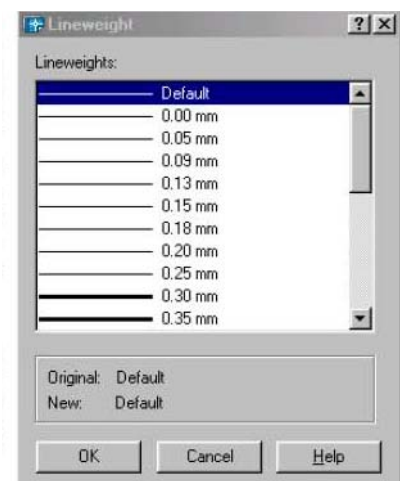 Lineweight
Lineweights:
Default
0.00 mm
0.05 mm
0.09 mm
0.13 mm
0.15 mm
0.18 mm
0.20 mm
0.25 mm
0.30 mm
0.35 mm
Original: Default
New: Default
OK Cancel Help